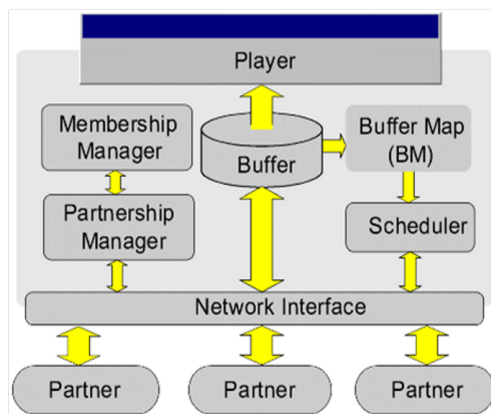 Player
Membership
Manager
Buffer
Buffer Map
(BM)
Partnership
Manager
Scheduler
Network Interface
Partner
Partner
Partner